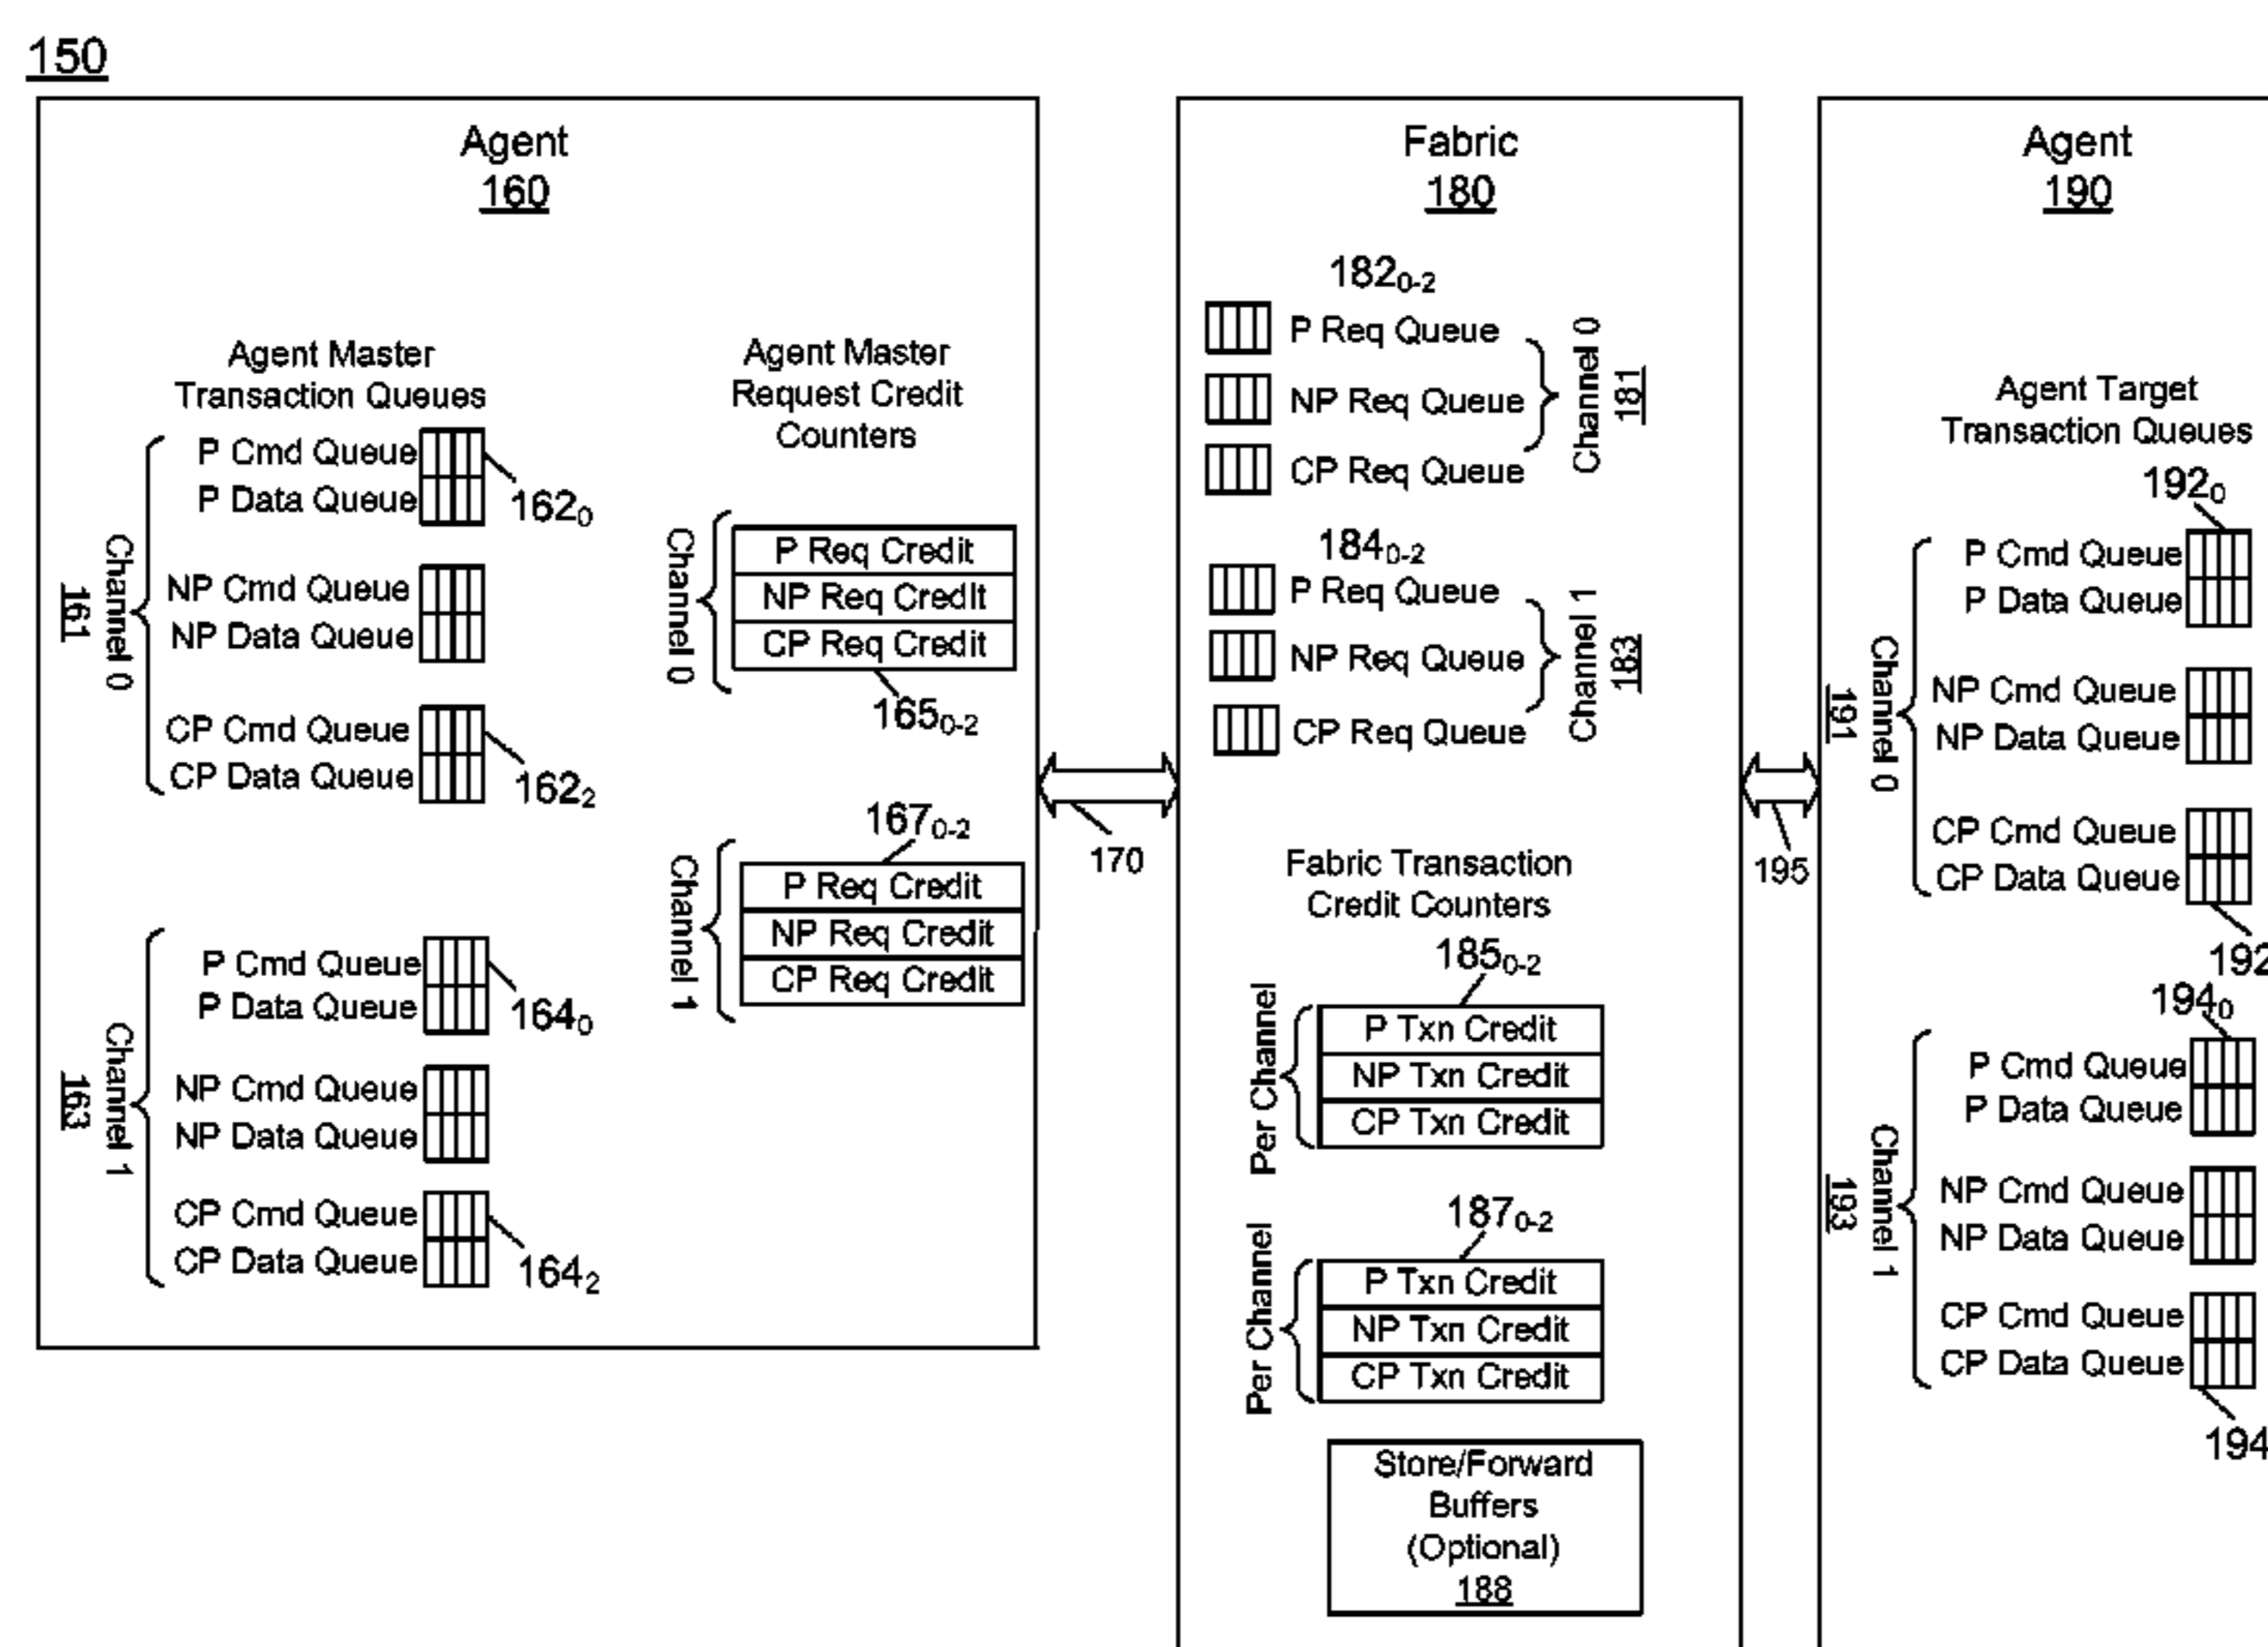 150
Agent
160
Agent Master
Transaction Queues
P Cmd Queue
P Data Queue
162₀
NP Cmd Queue
NP Data Queue
CP Cmd Queue
CP Data Queue
162₂
Channel 0
161
Agent Master
Request Credit
Counters
Channel 0
P Req Credit
NP Req Credit
CP Req Credit
165₀₋₂
167₀₋₂
Channel 1
P Req Credit
NP Req Credit
CP Req Credit
P Cmd Queue
P Data Queue
164₀
NP Cmd Queue
NP Data Queue
CP Cmd Queue
CP Data Queue
164₂
Channel 1
163
170
Fabric
180
182₀₋₂
P Req Queue
NP Req Queue
CP Req Queue
Channel 0
181
184₀₋₂
P Req Queue
NP Req Queue
CP Req Queue
Channel 1
183
Fabric Transaction
Credit Counters
185₀₋₂
Per Channel
P Txn Credit
NP Txn Credit
CP Txn Credit
187₀₋₂
Per Channel
P Txn Credit
NP Txn Credit
CP Txn Credit
Store/Forward
Buffers
(Optional)
188
195
Agent
190
Agent Target
Transaction Queues
192₀
P Cmd Queue
P Data Queue
NP Cmd Queue
NP Data Queue
CP Cmd Queue
CP Data Queue
192
Channel 0
191
194₀
P Cmd Queue
P Data Queue
NP Cmd Queue
NP Data Queue
CP Cmd Queue
CP Data Queue
194
Channel 1
193